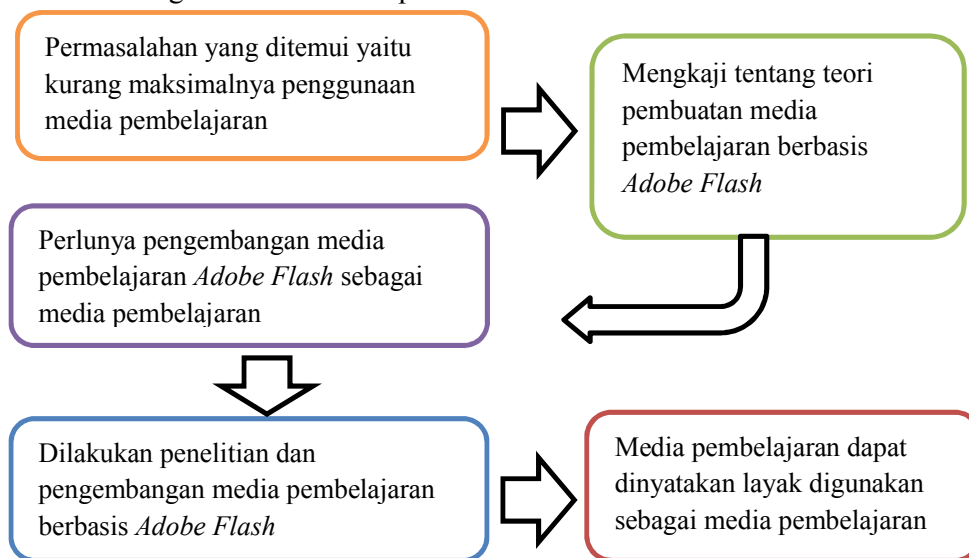 Permasalahan yang ditemui yaitu
kurang maksimalnya penggunaan
media pembelajaran
Mengkaji tentang teori
pembuatan media
pembelajaran berbasis
Adobe Flash
Perlunya pengembangan media
pembelajaran Adobe Flash sebagai
media pembelajaran
Dilakukan penelitian dan
pengembangan media pembelajaran
berbasis Adobe Flash
Media pembelajaran dapat
dinyatakan layak digunakan
sebagai media pembelajaran